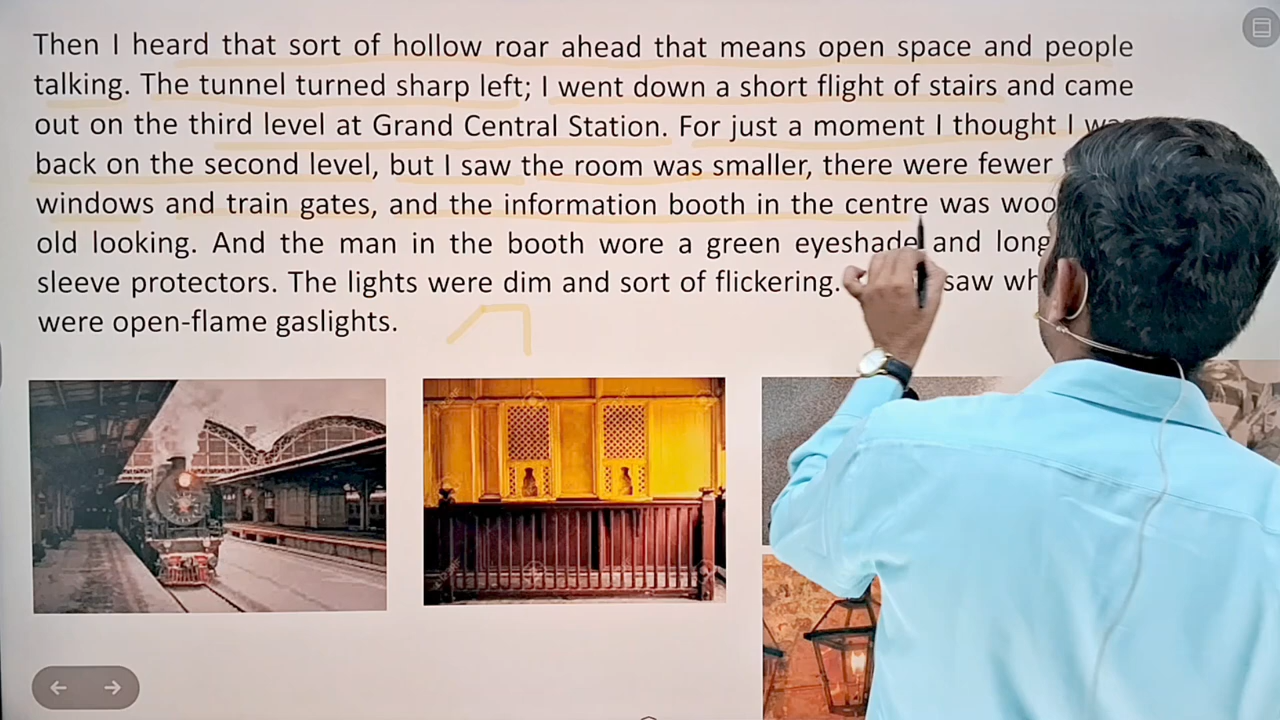 Then I heard that sort of hollow roar ahead that means open space and people
talking. The tunnel turned sharp left; I went down a short flight of stairs and came
out on the third level at Grand Central Station. For just a moment I thought I
back on the second level, but I saw the room was smaller, there were fewer
windows and train gates, and the information booth in the centre was
old looking. And the man in the booth wore a green eyeshade and long
sleeve protectors. The lights were dim and sort of flickering. saw
were open-flame gaslights.